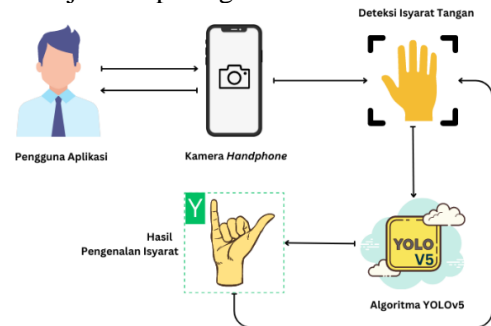 Deteksi Isyarat Tangan
Pengguna Aplikasi
Kamera Handphone
Y
Hasil
Pengenalan Isyarat
YOLO
V5
Algoritma YOLOv5